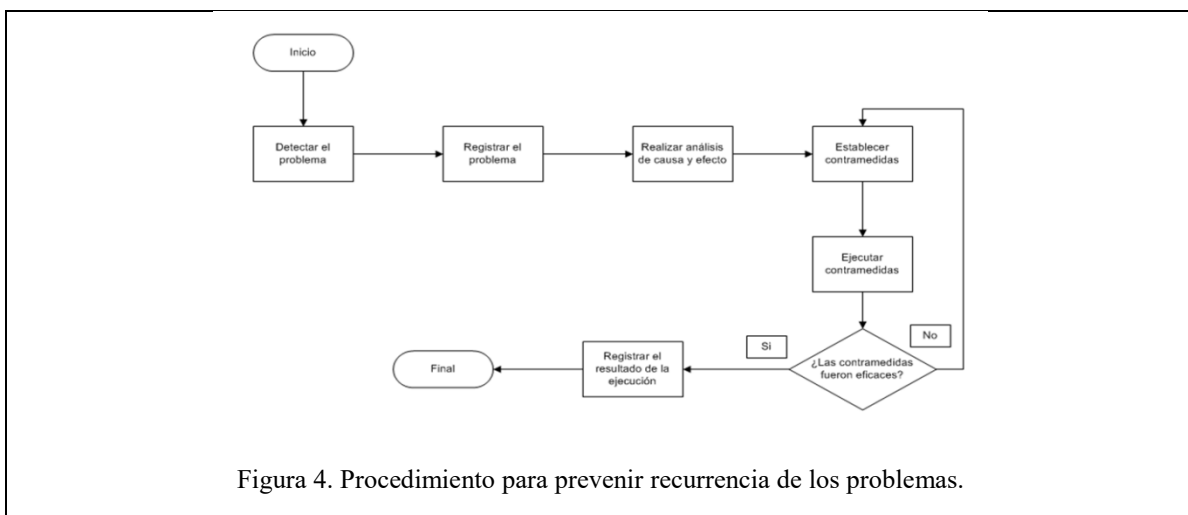 Inicio
Detectar el
problema
Registrar el
problema
Realizar análisis
de causa y efecto
Establecer
contramedidas
Ejecutar
contramedidas
¿Las contramedidas
fueron eficaces?
No
Si
Registrar el
resultado de la
ejecución
Final
Figura 4. Procedimiento para prevenir recurrencia de los problemas.